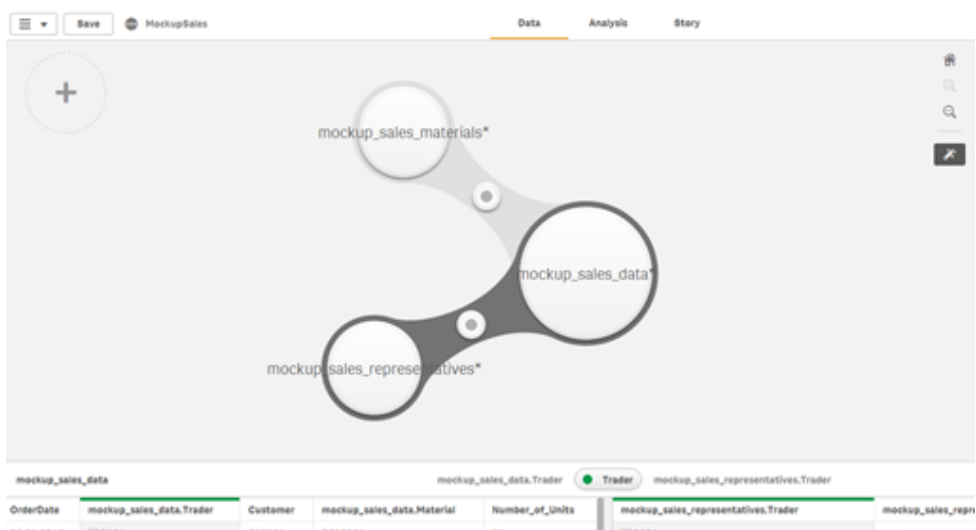 Save MockupSales Data Analysis Story
mockup_sales_materials*
mockup_sales_data*
mockup_sales_representatives*
mockup_sales_data mockup_sales_data.Trader Trader mockup_sales_representatives.Trader
OrderDate mockup_sales_data.Trader Customer mockup_sales_data.Material Number_of_Units mockup_sales_representatives.Trader